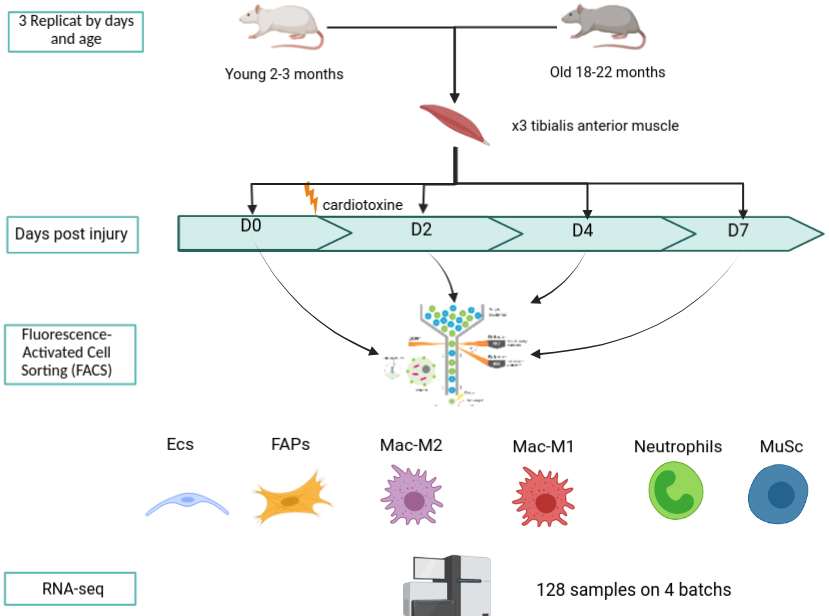 3 Replicat by days
and age
Young 2-3 months
Old 18-22 months
x3 tibialis anterior muscle
cardiotoxine
Days post injury
D0
D2
D4
D7
Fluorescence-
Activated Cell
Sorting (FACS)
Ecs
FAPs
Mac-M2
Mac-M1
Neutrophils
MuSc
RNA-seq
128 samples on 4 batchs